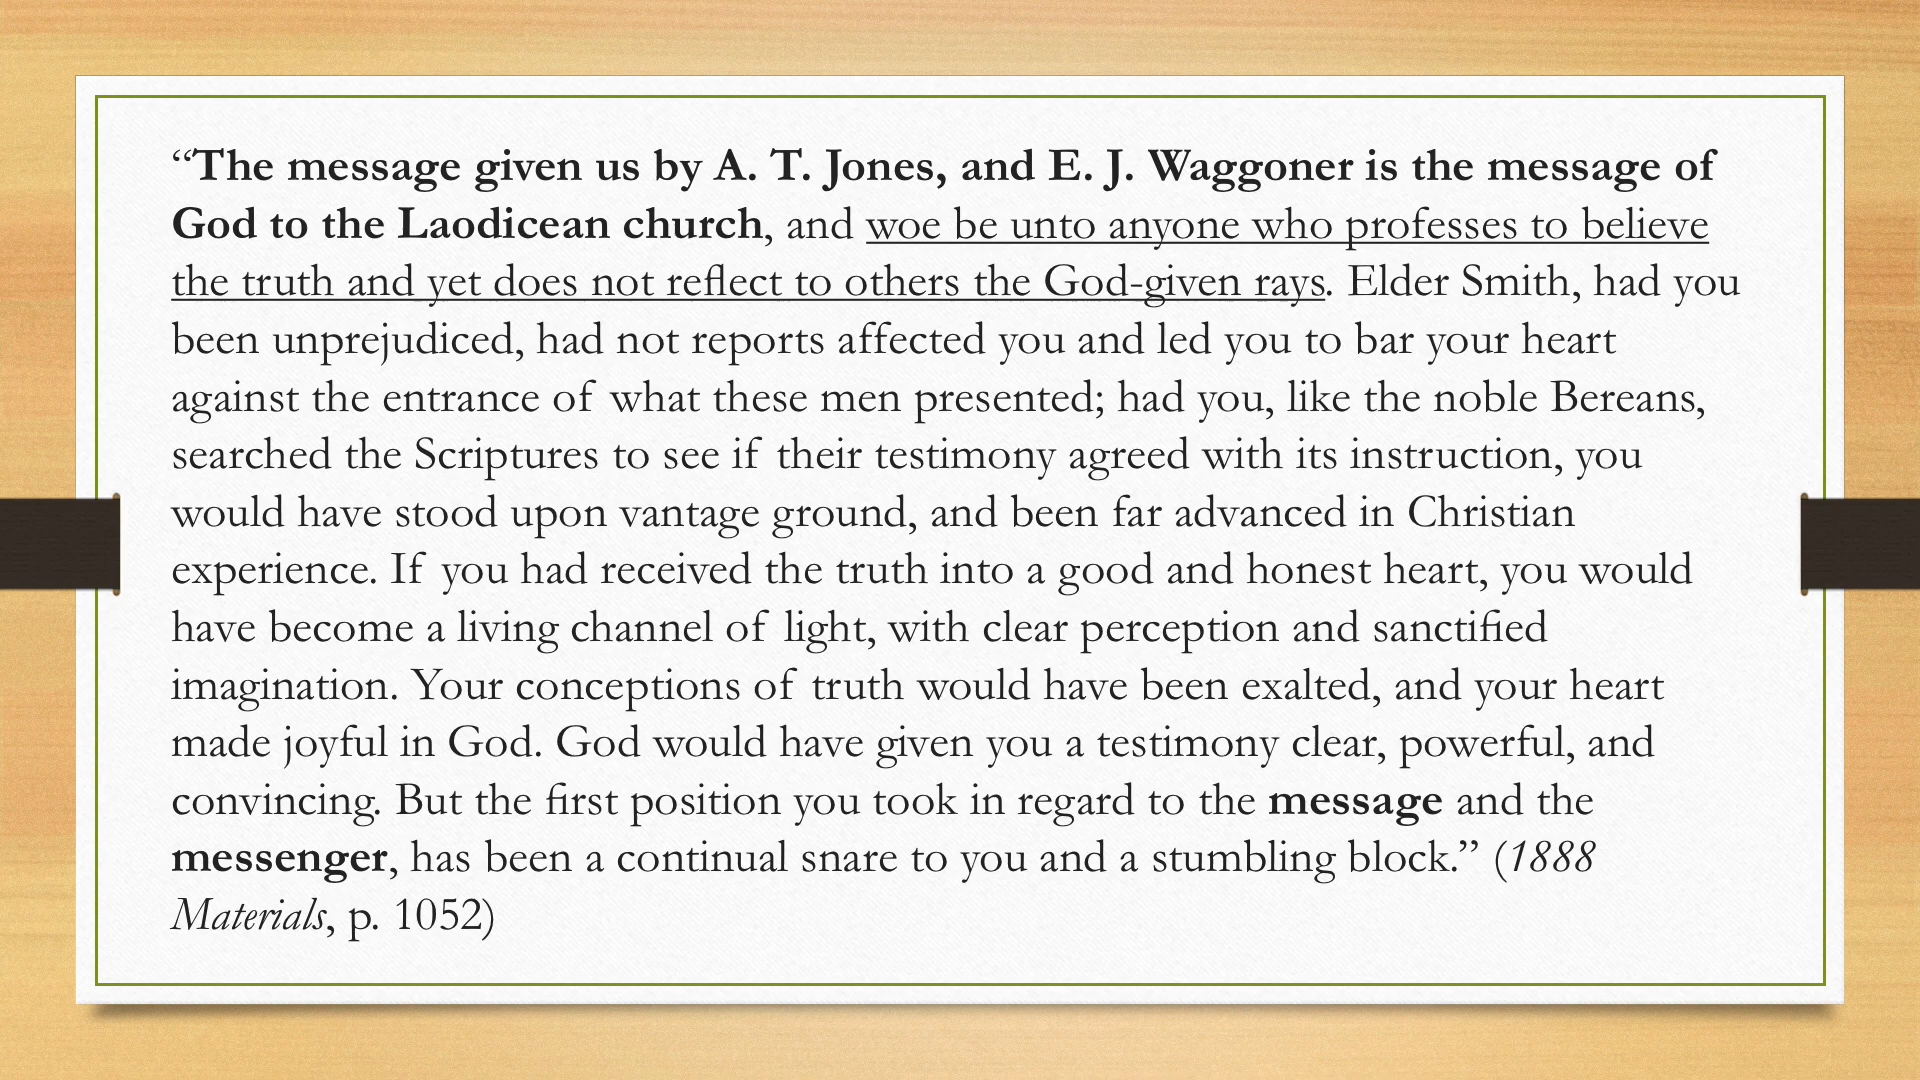 “The message given us by A. T. Jones, and E. J. Waggoner is the message of
God to the Laodicean church, and woe be unto anyone who professes to believe
the truth and yet does not reflect to others the God-given rays. Elder Smith, had you
been unprejudiced, had not reports affected you and led you to bar your heart
against the entrance of what these men presented; had you, like the noble Bereans,
searched the Scriptures to see if their testimony agreed with its instruction, you
would have stood upon vantage ground, and been far advanced in Christian
experience. If you had received the truth into a good and honest heart, you would
have become a living channel of light, with clear perception and sanctified
imagination. Your conceptions of truth would have been exalted, and your heart
made joyful in God. God would have given you a testimony clear, powerful, and
convincing. But the first position you took in regard to the message and the
messenger, has been a continual snare to you and a stumbling block.” (1888
Materials, p. 1052)